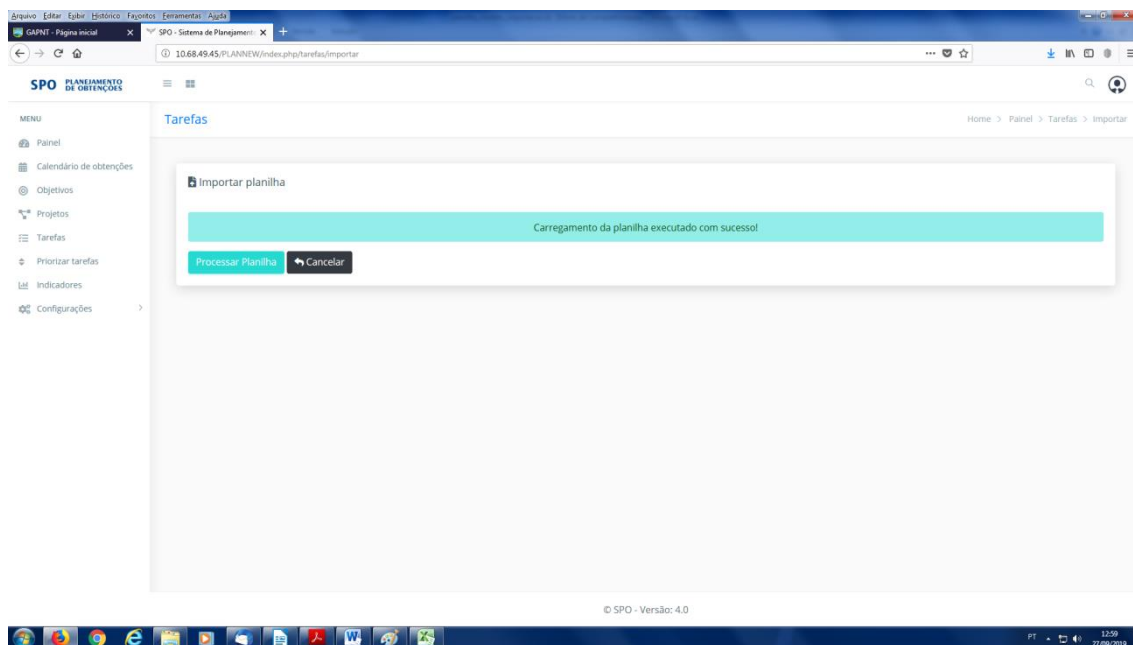 Arquivo Editar Exibir Histórico Favoritos Ferramentas Ajuda
GAPNT - Página inicial
SPO - Sistema de Planejament
10.68.49.45/PLANNEW/index.php/tarefas/importar
SPO PLANEJAMENTO DE OBTENÇÕES
MENU
Tarefas
Home > Painel > Tarefas > Importar
Painel
Calendário de obtenções
Objetivos
Projetos
Tarefas
Priorizar tarefas
Indicadores
Configurações
Importar planilha
Carregamento da planilha executado com sucesso!
Processar Planilha
Cancelar
© SPO - Versão: 4.0
PT
12:59
27/09/2019